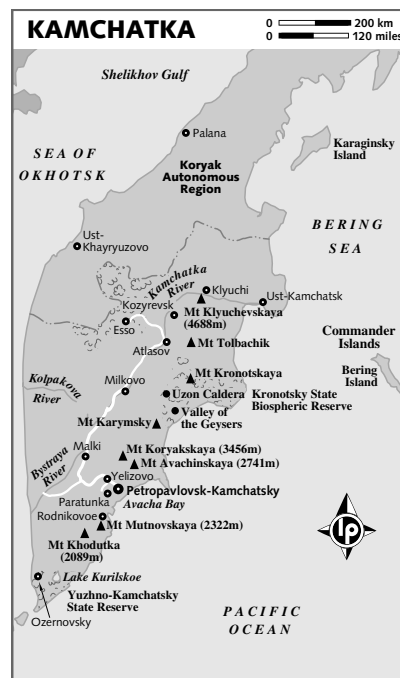 KAMCHATKA
0 200 km
0 120 miles
Shelikhov Gulf
Palana
SEA OF
OKHOTSK
Karaginsky
Island
Koryak
Autonomous
Region
BERING
SEA
Ust-
Khayryuzovo
Kamchatka
River
Klyuchi
Kozyrevsk
Ust-Kamchatsk
Mt Klyuchevskaya
(4688m)
Esso
Commander
Islands
Mt Tolbachik
Atlasov
Bering
Island
Mt Kronotskaya
Kolpakova
River
Milkovo
Uzon Caldera
Kronotsky State
Biospheric Reserve
Valley of
the Geysers
Mt Karymsky
Malki
Mt Koryakskaya (3456m)
Mt Avachinskaya (2741m)
Bystraya
River
Yelizovo
Petropavlovsk-Kamchatsky
Paratunka
Avacha Bay
Rodnikovoe
Mt Mutnovskaya (2322m)
Mt Khodutka
(2089m)
LP
Lake Kurilskoe
Yuzhno-Kamchatsky
State Reserve
Ozernovsky
PACIFIC
OCEAN